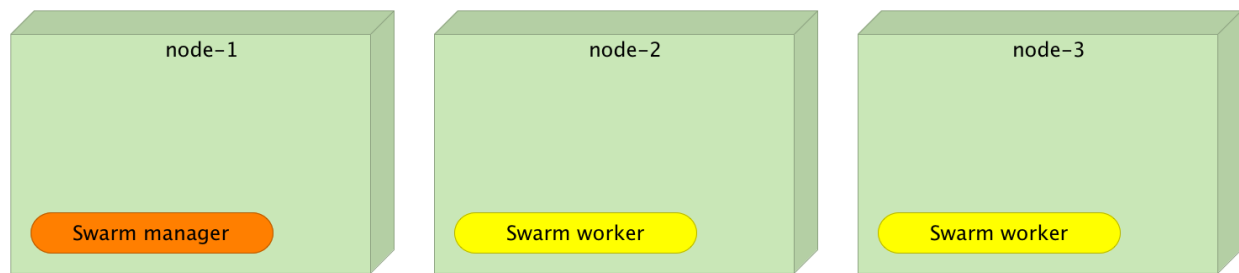 node-1
node-2
node-3
Swarm manager
Swarm worker
Swarm worker